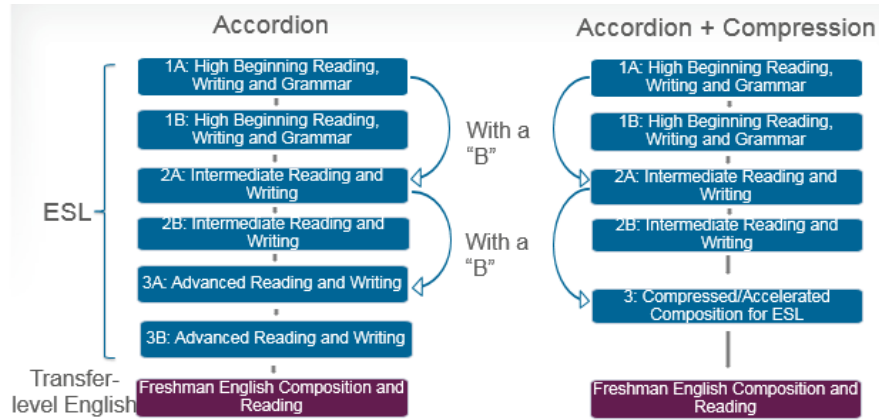 Accordion
1A: High Beginning Reading,
Writing and Grammar
1B: High Beginning Reading,
Writing and Grammar
2A: Intermediate Reading and
Writing
2B: Intermediate Reading and
Writing
3A: Advanced Reading and Writing
3B: Advanced Reading and Writing
Freshman English Composition and
Reading
ESL
Transfer-
level English
With a
“B”
With a
“B”
Accordion + Compression
1A: High Beginning Reading,
Writing and Grammar
1B: High Beginning Reading,
Writing and Grammar
2A: Intermediate Reading and
Writing
2B: Intermediate Reading and
Writing
3: Compressed/Accelerated
Composition for ESL
Freshman English Composition and
Reading